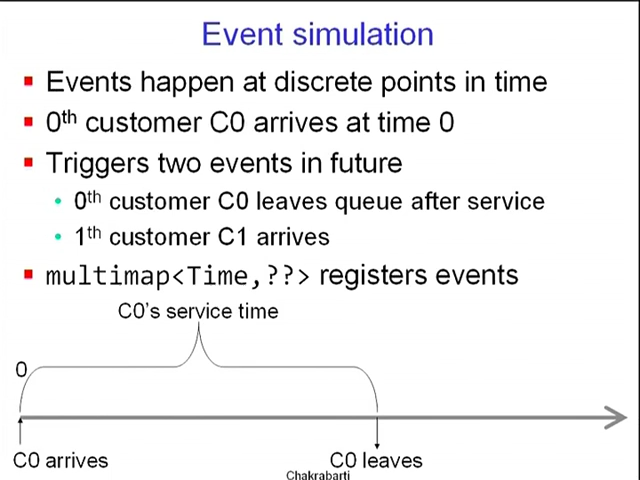 Event simulation
Events happen at discrete points in time
0th customer C0 arrives at time 0
Triggers two events in future
0th customer C0 leaves queue after service
1th customer C1 arrives
multimap<Time,??> registers events
C0's service time
0
C0 arrives
C0 leaves
Chakrabarti